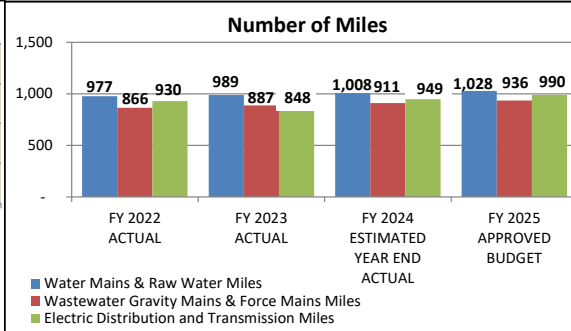 Number of Miles
1,500
1,000
500
-
977 866 930
989 887 848
1,008 911 949
1,028 936 990
FY 2022
ACTUAL
FY 2023
ACTUAL
FY 2024
ESTIMATED
YEAR END
ACTUAL
FY 2025
APPROVED
BUDGET
Water Mains & Raw Water Miles
Wastewater Gravity Mains & Force Mains Miles
Electric Distribution and Transmission Miles